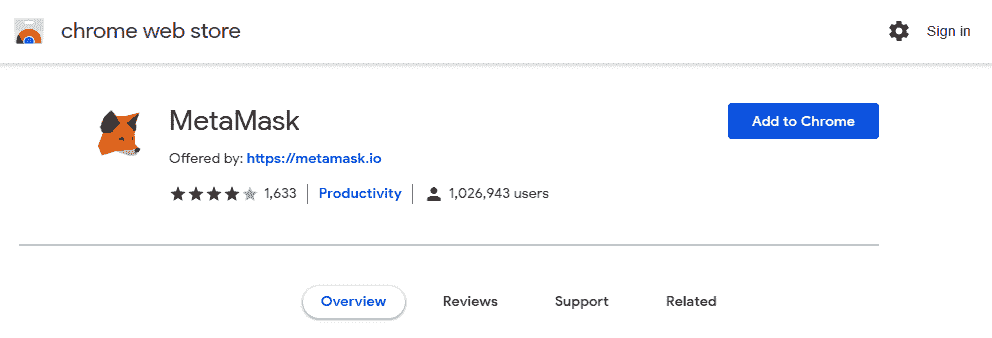 chrome web store
Sign in
MetaMask
Add to Chrome
Offered by: https://metamask.io
1,633 Productivity 1,026,943 users
Overview Reviews Support Related